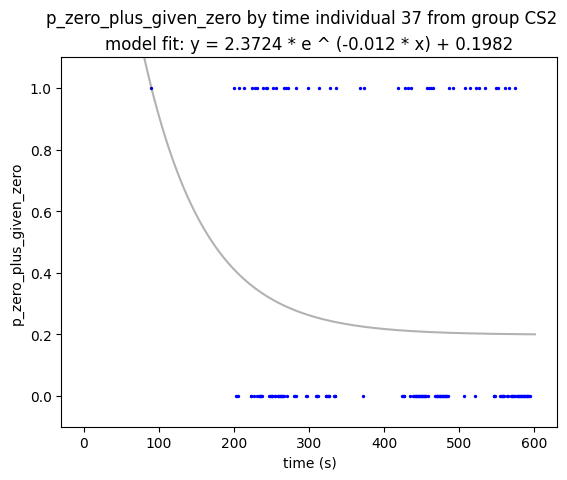 p_zero_plus_given_zero by time individual 37 from group CS2
model fit: y = 2.3724 * e ^ (-0.012 * x) + 0.1982
1.0
0.8
0.6
0.4
0.2
0.0
p_zero_plus_given_zero
0 100 200 300 400 500 600
time (s)